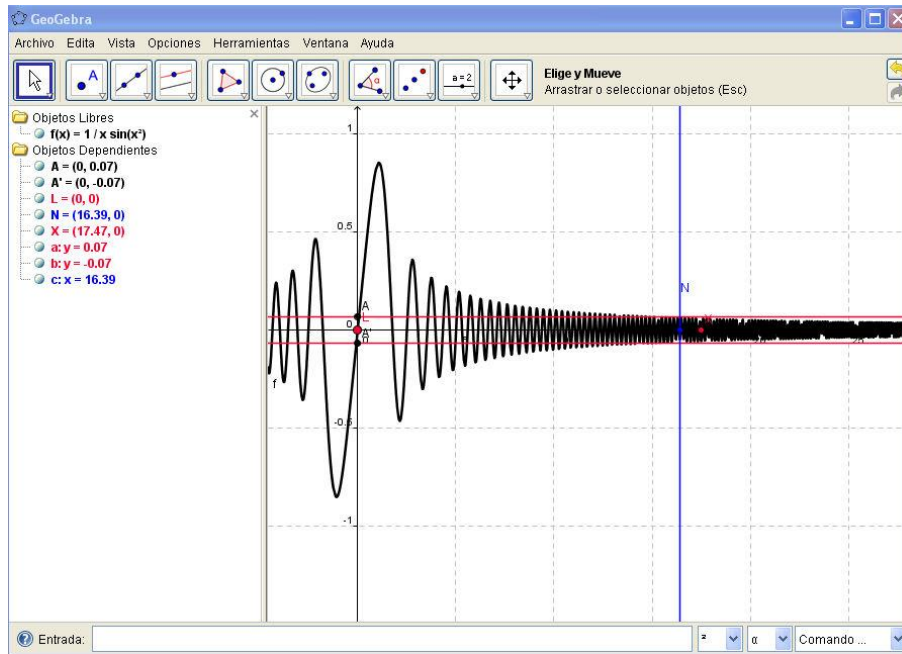 GeoGebra
Archivo Edita Vista Opciones Herramientas Ventana Ayuda
A
α
a=2
Elige y Mueve
Arrastrar o seleccionar objetos (Esc)
Objetos Libres
f(x) = 1 / x sin(x²)
Objetos Dependientes
A = (0, 0.07)
A' = (0, -0.07)
L = (0, 0)
N = (16.39, 0)
X = (17.47, 0)
a: y = 0.07
b: y = -0.07
c: x = 16.39
1
0.5
N
A
L
0
A'
f
-0.5
-1
Entrada:
²
α
Comando ...